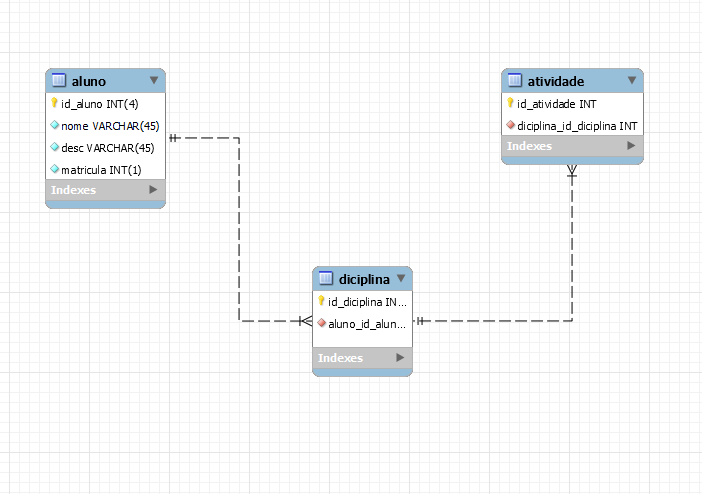 aluno
id_aluno INT(4)
nome VARCHAR(45)
desc VARCHAR(45)
matricula INT(1)
Indexes
atividade
id_atividade INT
diciplina_id_diciplina INT
Indexes
diciplina
id_diciplina IN...
aluno_id_alun...
Indexes